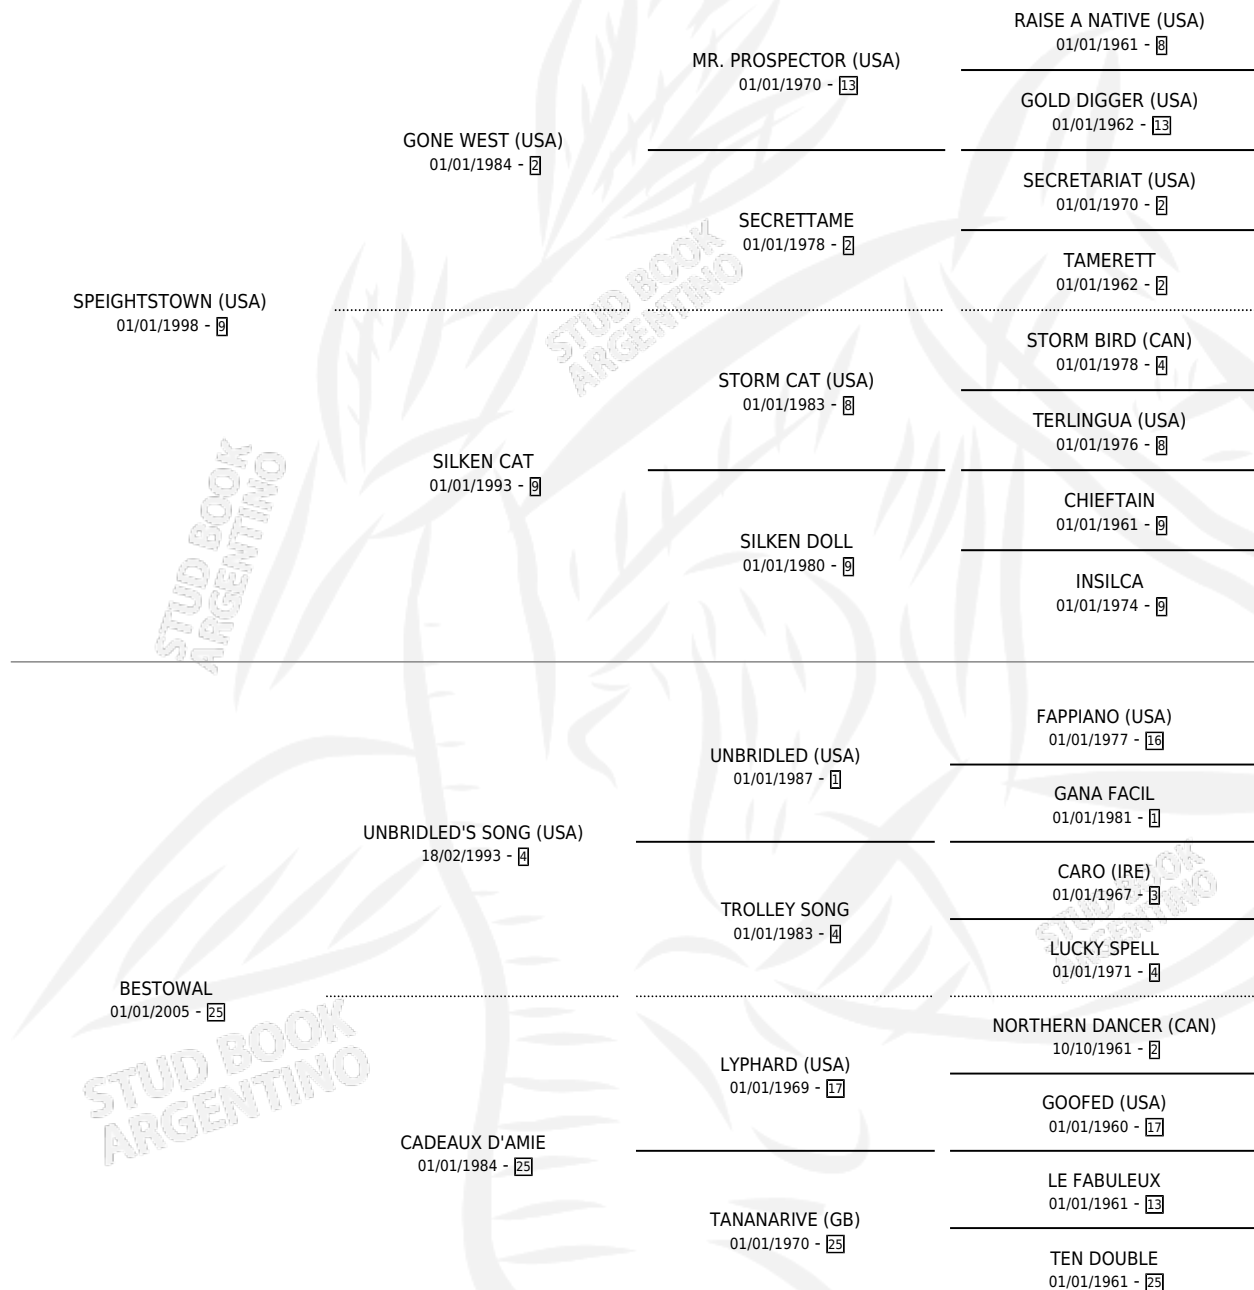 RAISE A NATIVE (USA)
01/01/1961 - 8
MR. PROSPECTOR (USA)
01/01/1970 - 13
GOLD DIGGER (USA)
01/01/1962 - 13
GONE WEST (USA)
01/01/1984 - 2
SECRETARIAT (USA)
01/01/1970 - 2
SECRETTAME
01/01/1978 - 2
TAMERETT
01/01/1962 - 2
SPEIGHTSTOWN (USA)
01/01/1998 - 9
STORM BIRD (CAN)
01/01/1978 - 4
STORM CAT (USA)
01/01/1983 - 8
TERLINGUA (USA)
01/01/1976 - 8
SILKEN CAT
01/01/1993 - 9
CHIEFTAIN
01/01/1961 - 9
SILKEN DOLL
01/01/1980 - 9
INSILCA
01/01/1974 - 9
FAPPIANO (USA)
01/01/1977 - 16
UNBRIDLED (USA)
01/01/1987 - 1
GANA FACIL
01/01/1981 - 1
UNBRIDLED'S SONG (USA)
18/02/1993 - 4
CARO (IRE)
01/01/1967 - 3
TROLLEY SONG
01/01/1983 - 4
LUCKY SPELL
01/01/1971 - 4
BESTOWAL
01/01/2005 - 25
NORTHERN DANCER (CAN)
10/10/1961 - 2
LYPHARD (USA)
01/01/1969 - 17
GOOFED (USA)
01/01/1960 - 17
CADEAUX D'AMIE
01/01/1984 - 25
LE FABULEUX
01/01/1961 - 13
TANANARIVE (GB)
01/01/1970 - 25
TEN DOUBLE
01/01/1961 - 25
STUD BOOK
ARGENTINO
STUD BOOK
ARGENTINO
STUD BOOK
ARGENTINO
STUD BOOK
ARGENTINO